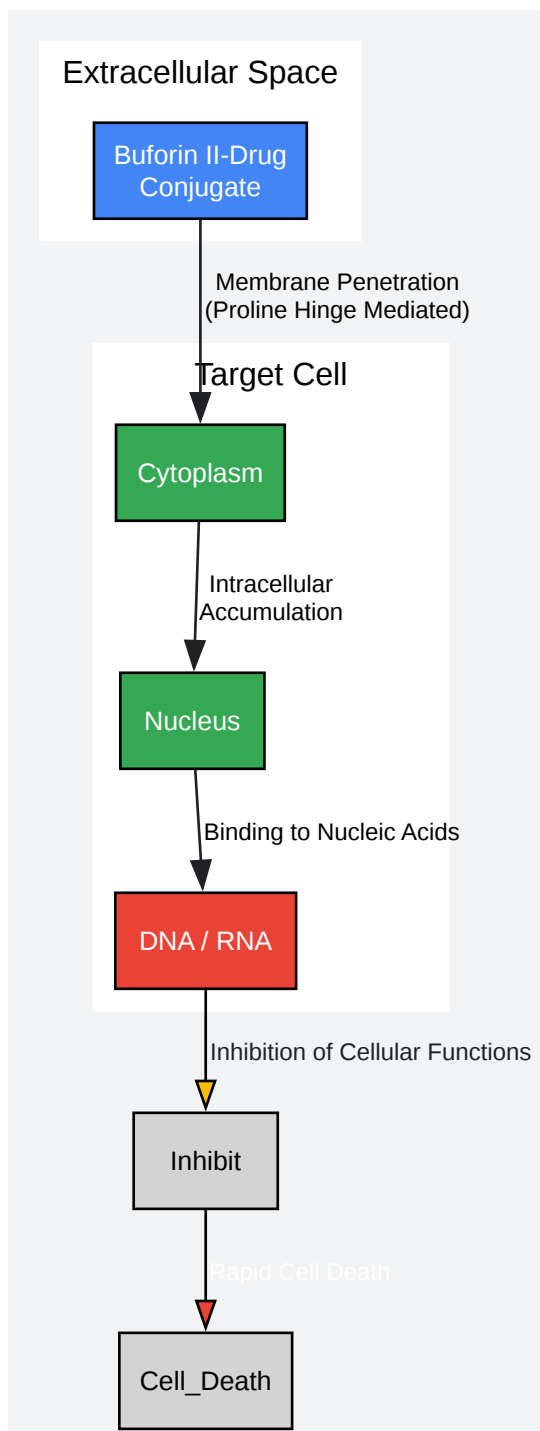 Extracellular Space
Buforin II-Drug
Conjugate
Membrane Penetration
(Proline Hinge Mediated)
Target Cell
Cytoplasm
Intracellular
Accumulation
Nucleus
Binding to Nucleic Acids
DNA / RNA
Inhibition of Cellular Functions
Inhibit
Rapid Cell Death
Cell_Death